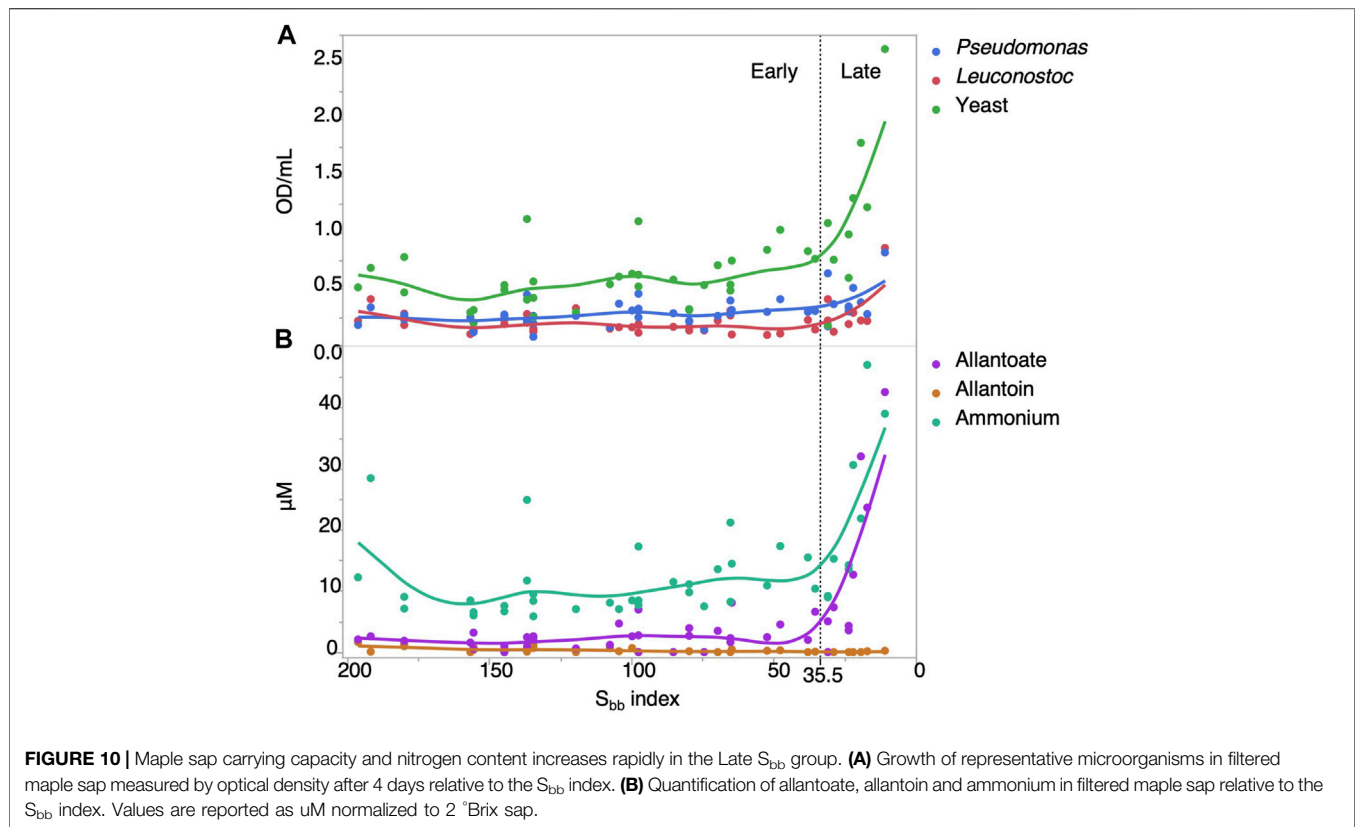 A
2.5
2.0
1.5
1.0
0.5
0.0
OD/mL
Early
Late
Pseudomonas
Leuconostoc
Yeast
B
40
30
20
10
0
µM
Allantoate
Allantoin
Ammonium
200
150
100
50
35.5
0
Sbb index
FIGURE 10 | Maple sap carrying capacity and nitrogen content increases rapidly in the Late Sbb group. (A) Growth of representative microorganisms in filtered
maple sap measured by optical density after 4 days relative to the Sbb index. (B) Quantification of allantoate, allantoin and ammonium in filtered maple sap relative to the
Sbb index. Values are reported as uM normalized to 2 °Brix sap.